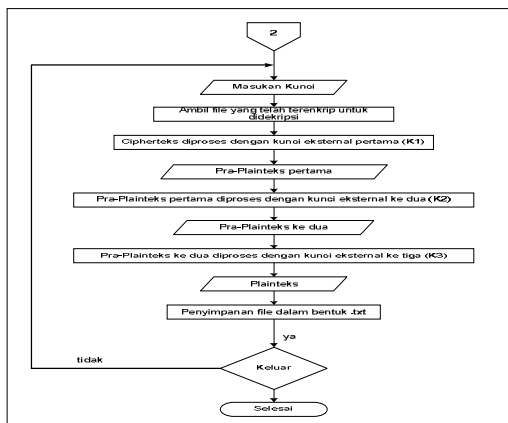 2
Masukan Kunci
Ambil file yang telah terenkrip untuk
didekripsi
Cipherteks diproses dengan kunci eksternal pertama (K1)
Pra-Plainteks pertama
Pra-Plainteks pertama diproses dengan kunci eksternal ke dua (K2)
Pra-Plainteks ke dua
Pra-Plainteks ke dua diproses dengan kunci eksternal ke tiga (K3)
Plainteks
Penyimpanan file dalam bentuk .txt
ya
tidak
Keluar
Selesai